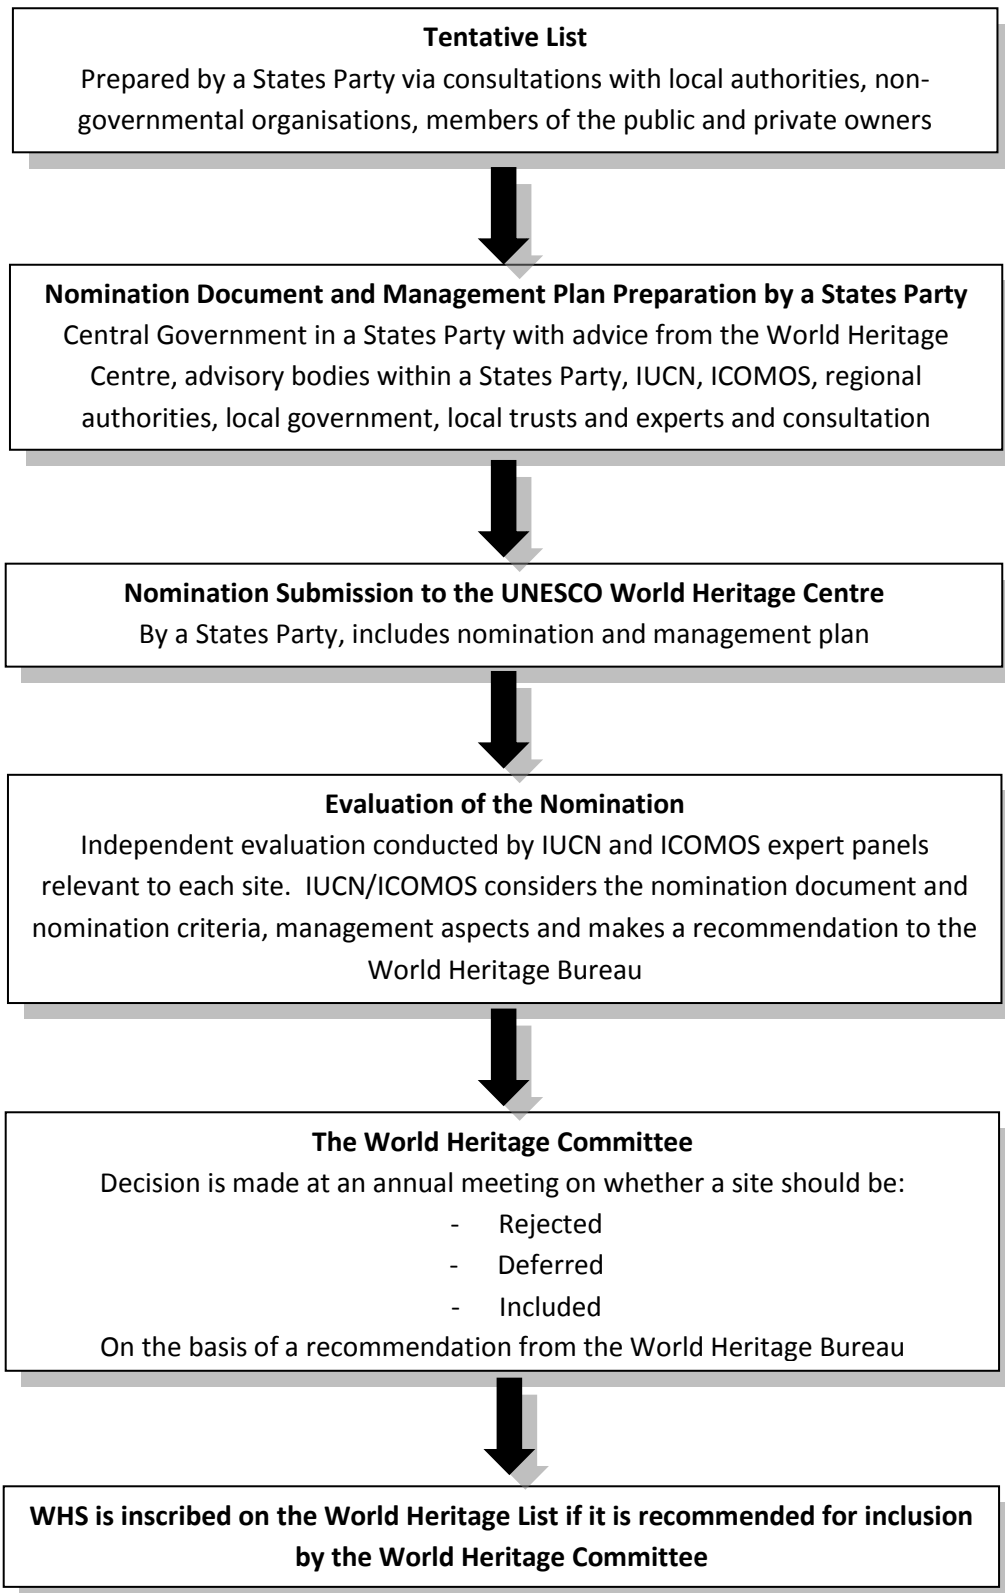 Tentative List
Prepared by a States Party via consultations with local authorities, non-
governmental organisations, members of the public and private owners
Nomination Document and Management Plan Preparation by a States Party
Central Government in a States Party with advice from the World Heritage
Centre, advisory bodies within a States Party, IUCN, ICOMOS, regional
authorities, local government, local trusts and experts and consultation
Nomination Submission to the UNESCO World Heritage Centre
By a States Party, includes nomination and management plan
Evaluation of the Nomination
Independent evaluation conducted by IUCN and ICOMOS expert panels
relevant to each site.  IUCN/ICOMOS considers the nomination document and
nomination criteria, management aspects and makes a recommendation to the
World Heritage Bureau
The World Heritage Committee
Decision is made at an annual meeting on whether a site should be:
- Rejected
- Deferred
- Included
On the basis of a recommendation from the World Heritage Bureau
WHS is inscribed on the World Heritage List if it is recommended for inclusion
by the World Heritage Committee